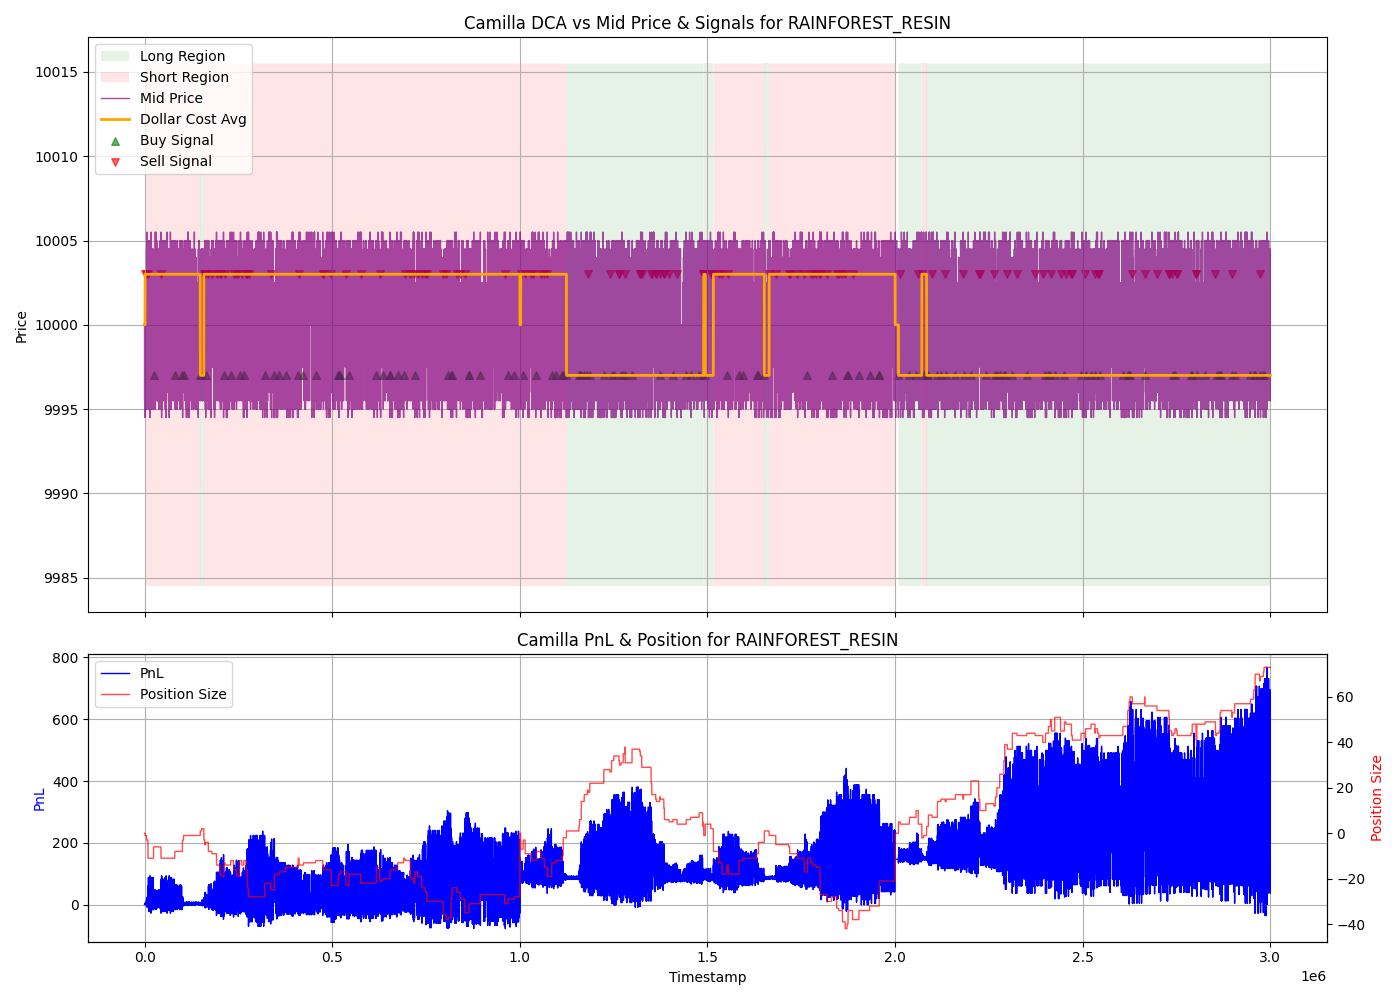 Camilla DCA vs Mid Price & Signals for RAINFOREST_RESIN
Long Region
Short Region
Mid Price
Dollar Cost Avg
Buy Signal
Sell Signal
10015
10010
10005
10000
9995
9990
9985
Price
Camilla PnL & Position for RAINFOREST_RESIN
PnL
Position Size
800
600
400
200
0
PnL
60
40
20
0
−20
−40
Position Size
0.0 0.5 1.0 1.5 2.0 2.5 3.0
Timestamp
1e6